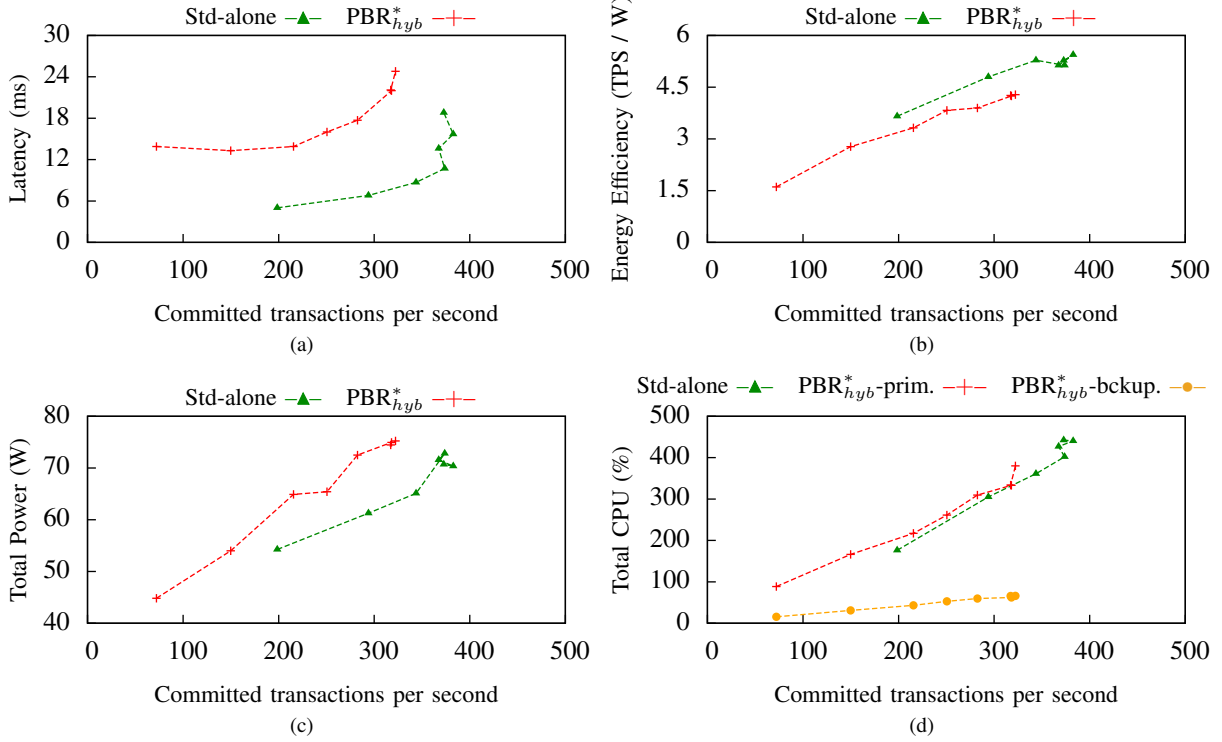 Std-alone PBR*hyb
Latency (ms)
30
24
18
12
6
0
0 100 200 300 400 500
Committed transactions per second
(a)
Std-alone PBR*hyb
Energy Efficiency (TPS / W)
6
4.5
3
1.5
0
0 100 200 300 400 500
Committed transactions per second
(b)
Std-alone PBR*hyb
Total Power (W)
80
70
60
50
40
0 100 200 300 400 500
Committed transactions per second
(c)
Std-alone PBR*hyb-prim. PBR*hyb-bckup.
Total CPU (%)
500
400
300
200
100
0
0 100 200 300 400 500
Committed transactions per second
(d)